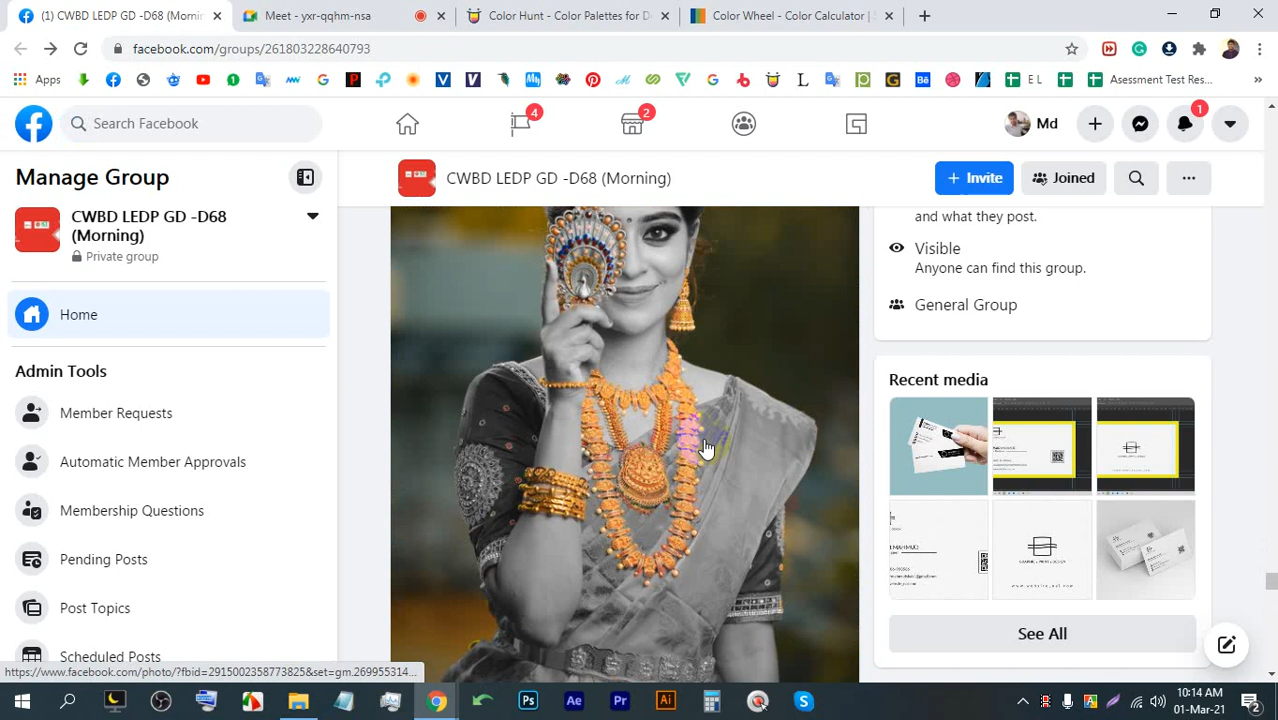 (1) CWBD LEDP GD -D68 (Mornin
Meet - yxr-qqhm-nsa
Color Hunt - Color Palettes for D
Color Wheel - Color Calculator |
facebook.com/groups/261803228640793
Apps
E L
Asessment Test Res...
Search Facebook
4
2
Md
1
Manage Group
CWBD LEDP GD -D68
(Morning)
Private group
Home
Admin Tools
Member Requests
Automatic Member Approvals
Membership Questions
Pending Posts
Post Topics
Scheduled Posts
CWBD LEDP GD -D68 (Morning)
Invite
Joined
and what they post.
Visible
Anyone can find this group.
General Group
Recent media
See All
https://www.facebook.com/photo/?fbid=2915002358773825&set=gm.269955314...
10:14 AM
01-Mar-21
2